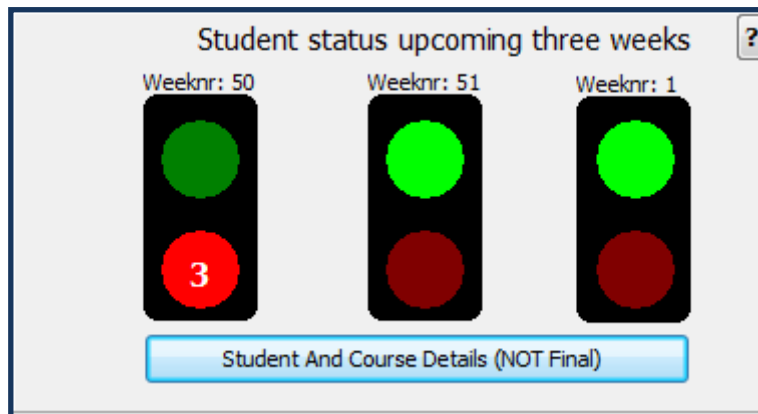 Student status upcoming three weeks
?
Weeknr: 50
Weeknr: 51
Weeknr: 1
3
Student And Course Details (NOT Final)